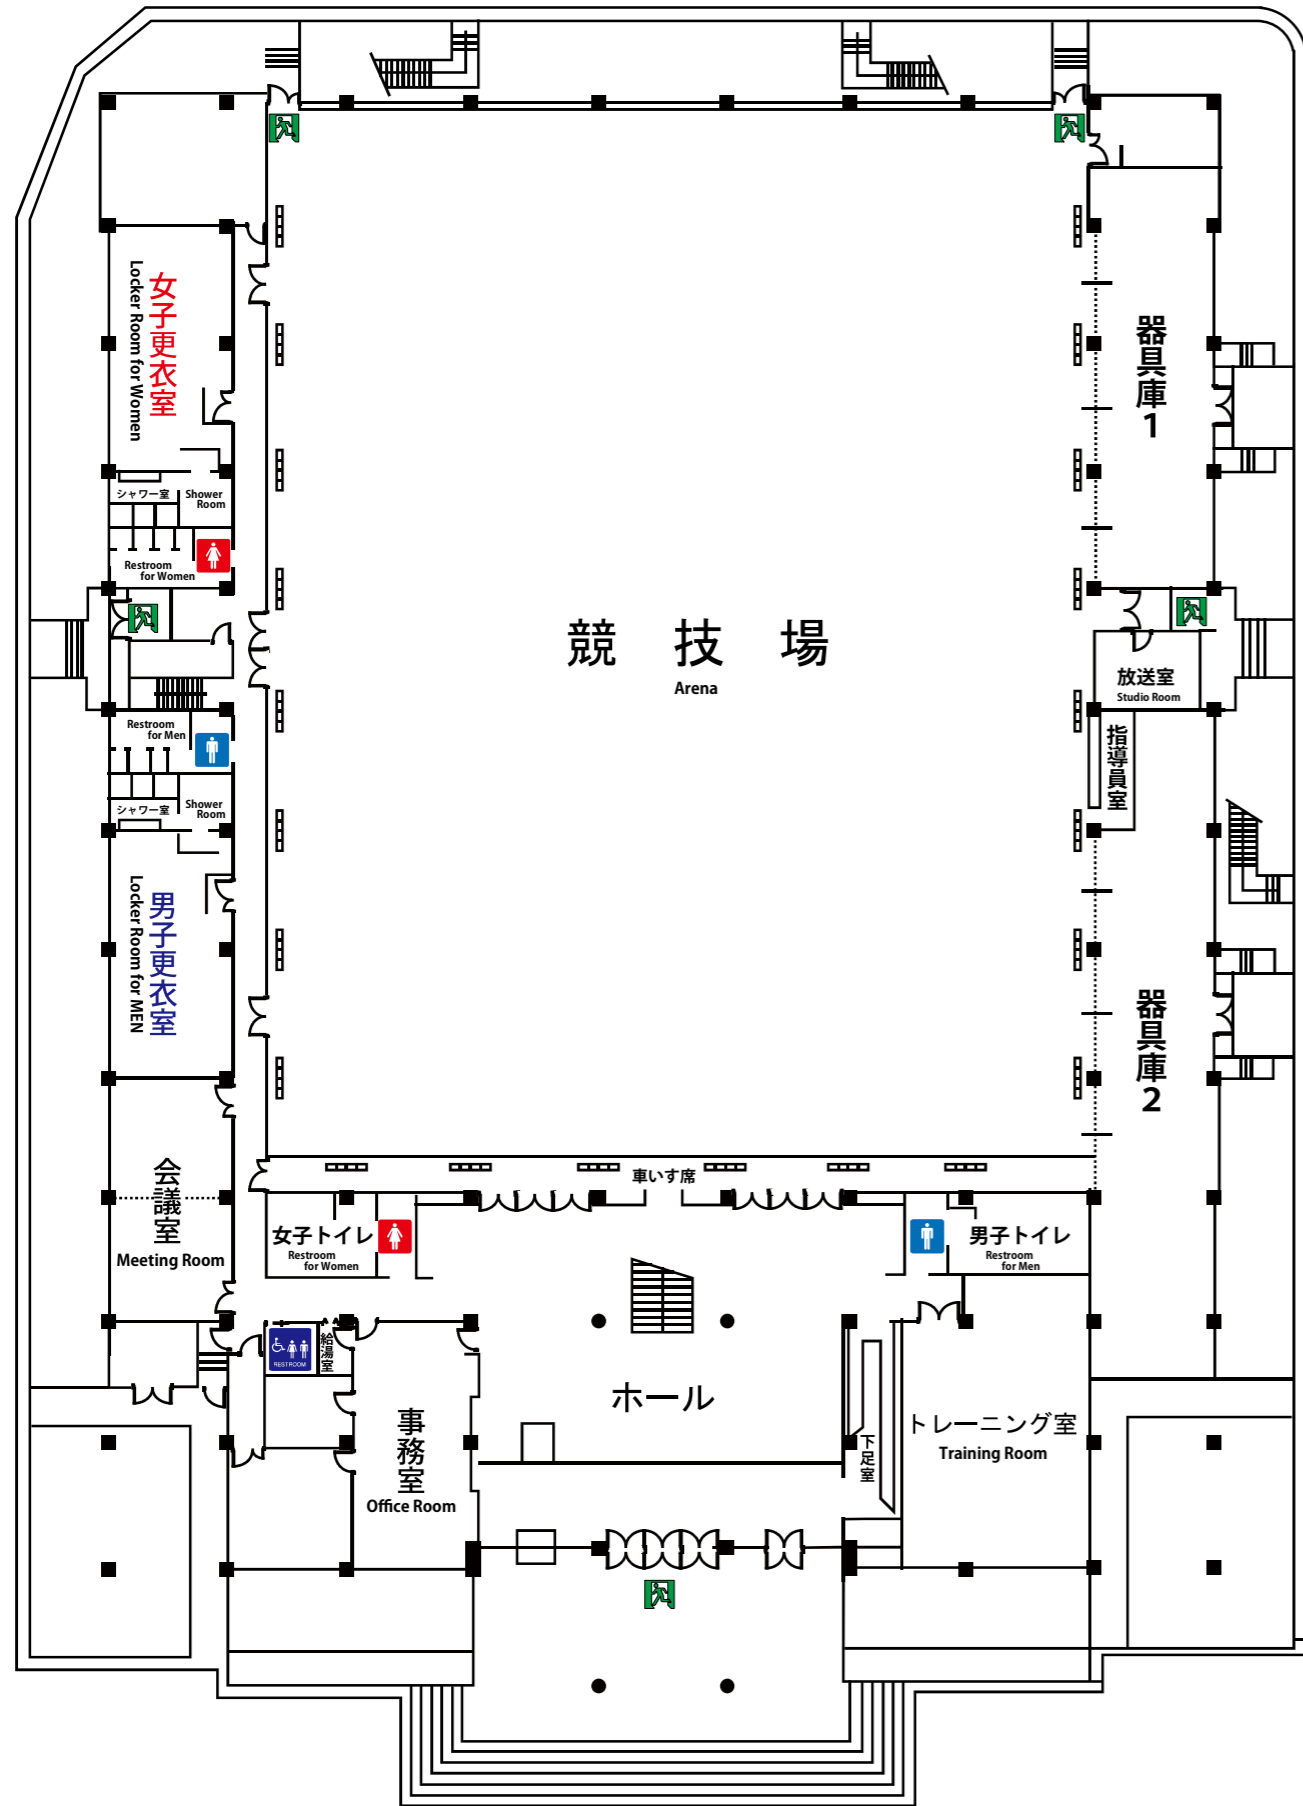 女子更衣室
Locker Room for Women
器具庫1
シャワー室
Shower
Room
Restroom
for Women
競技場
Arena
放送室
Studio Room
Restroom
for Men
指導員室
シャワー室
Shower
Room
男子更衣室
Locker Room for MEN
器具庫2
会議室
Meeting Room
車いす席
女子トイレ
Restroom
for Women
男子トイレ
Restroom
for Men
RESTROOM
給湯室
ホール
事務室
Office Room
下足室
トレーニング室
Training Room